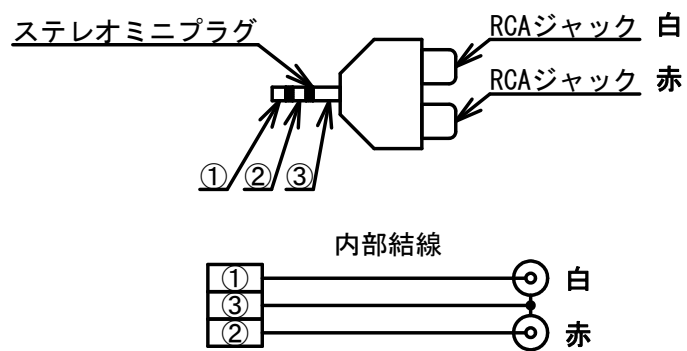 ステレオミニプラグ
RCAジャック 白
RCAジャック 赤
① ② ③
内部結線
① 白
③
② 赤